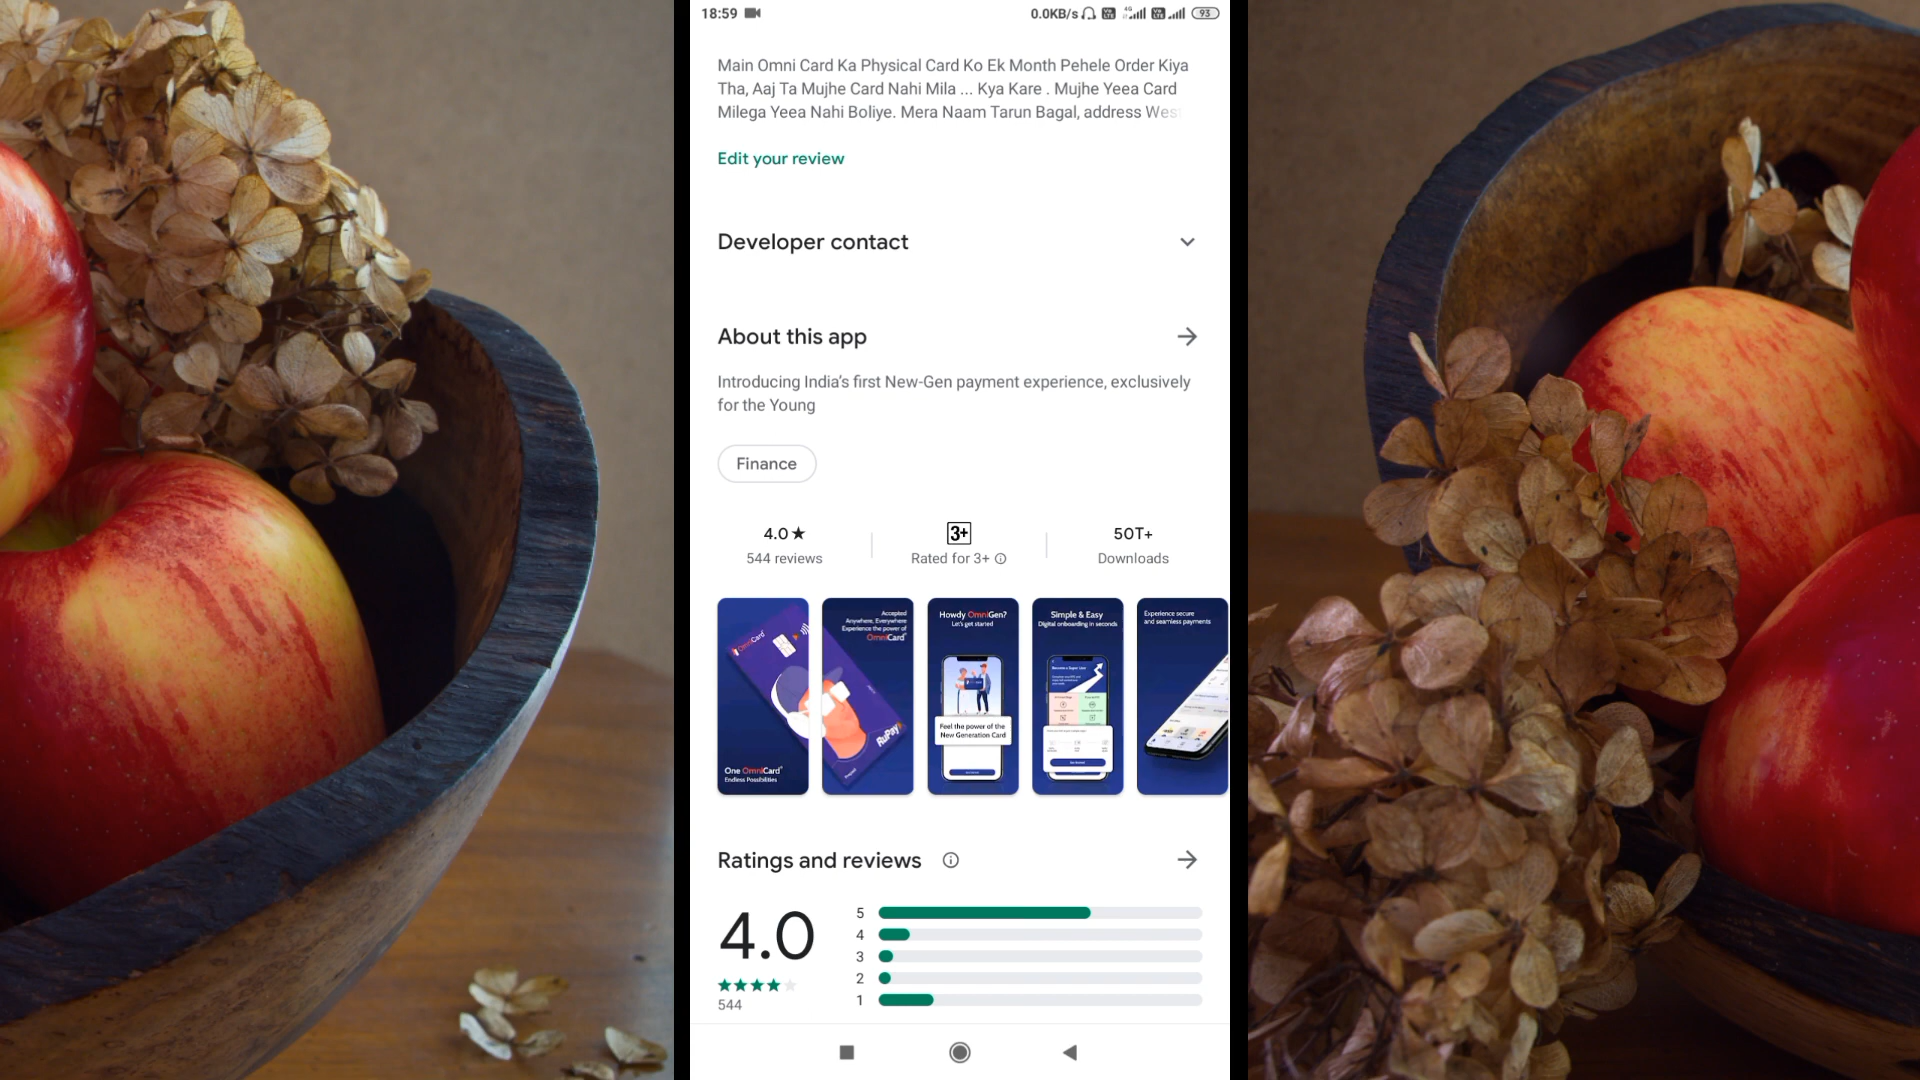 18:59 0.0KB/s 4G 93
Main Omni Card Ka Physical Card Ko Ek Month Pehele Order Kiya
Tha, Aaj Ta Mujhe Card Nahi Mila ... Kya Kare . Mujhe Yeea Card
Milega Yeea Nahi Boliye. Mera Naam Tarun Bagal, address West
Edit your review
Developer contact
About this app
Introducing India's first New-Gen payment experience, exclusively
for the Young
Finance
4.0★ 3+ 50T+
544 reviews Rated for 3+ Downloads
OmniCard
RuPay
One OmniCard
Endless Possibilities
Accepted
Anywhere, Everywhere
Experience the power of
OmniCard
Howdy OmniGen?
Let's get started
Feel the power of the
New Generation Card
Simple & Easy
Digital onboarding in seconds
Experience secure
and seamless payments
Ratings and reviews
4.0
544
5
4
3
2
1